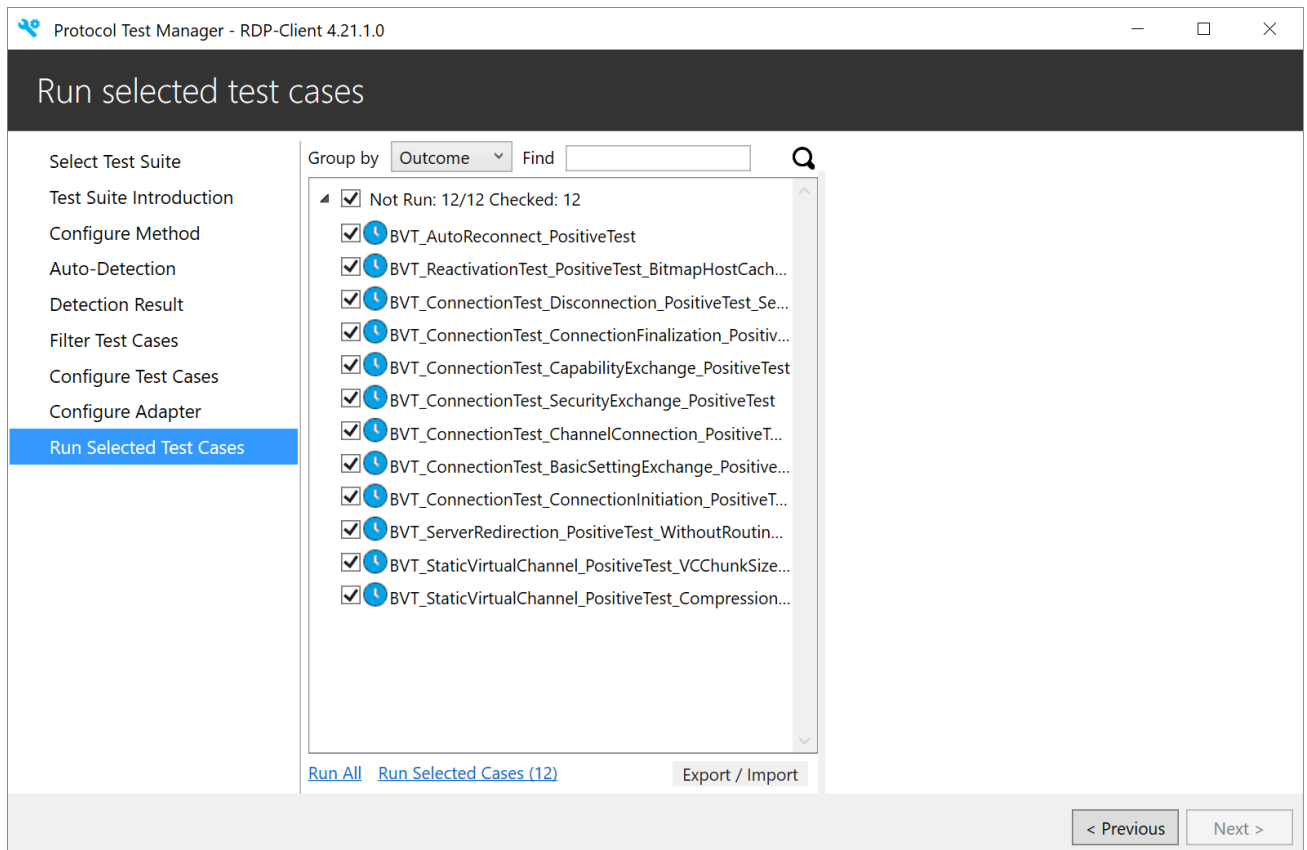 Protocol Test Manager - RDP-Client 4.21.1.0
Run selected test cases
Select Test Suite
Test Suite Introduction
Configure Method
Auto-Detection
Detection Result
Filter Test Cases
Configure Test Cases
Configure Adapter
Run Selected Test Cases
Group by Outcome Find
Not Run: 12/12 Checked: 12
BVT_AutoReconnect_PositiveTest
BVT_ReactivationTest_PositiveTest_BitmapHostCach...
BVT_ConnectionTest_Disconnection_PositiveTest_Se...
BVT_ConnectionTest_ConnectionFinalization_Positiv...
BVT_ConnectionTest_CapabilityExchange_PositiveTest
BVT_ConnectionTest_SecurityExchange_PositiveTest
BVT_ConnectionTest_ChannelConnection_PositiveT...
BVT_ConnectionTest_BasicSettingExchange_Positive...
BVT_ConnectionTest_ConnectionInitiation_PositiveT...
BVT_ServerRedirection_PositiveTest_WithoutRoutin...
BVT_StaticVirtualChannel_PositiveTest_VCChunkSize...
BVT_StaticVirtualChannel_PositiveTest_Compression...
Run All Run Selected Cases (12) Export / Import
< Previous Next >